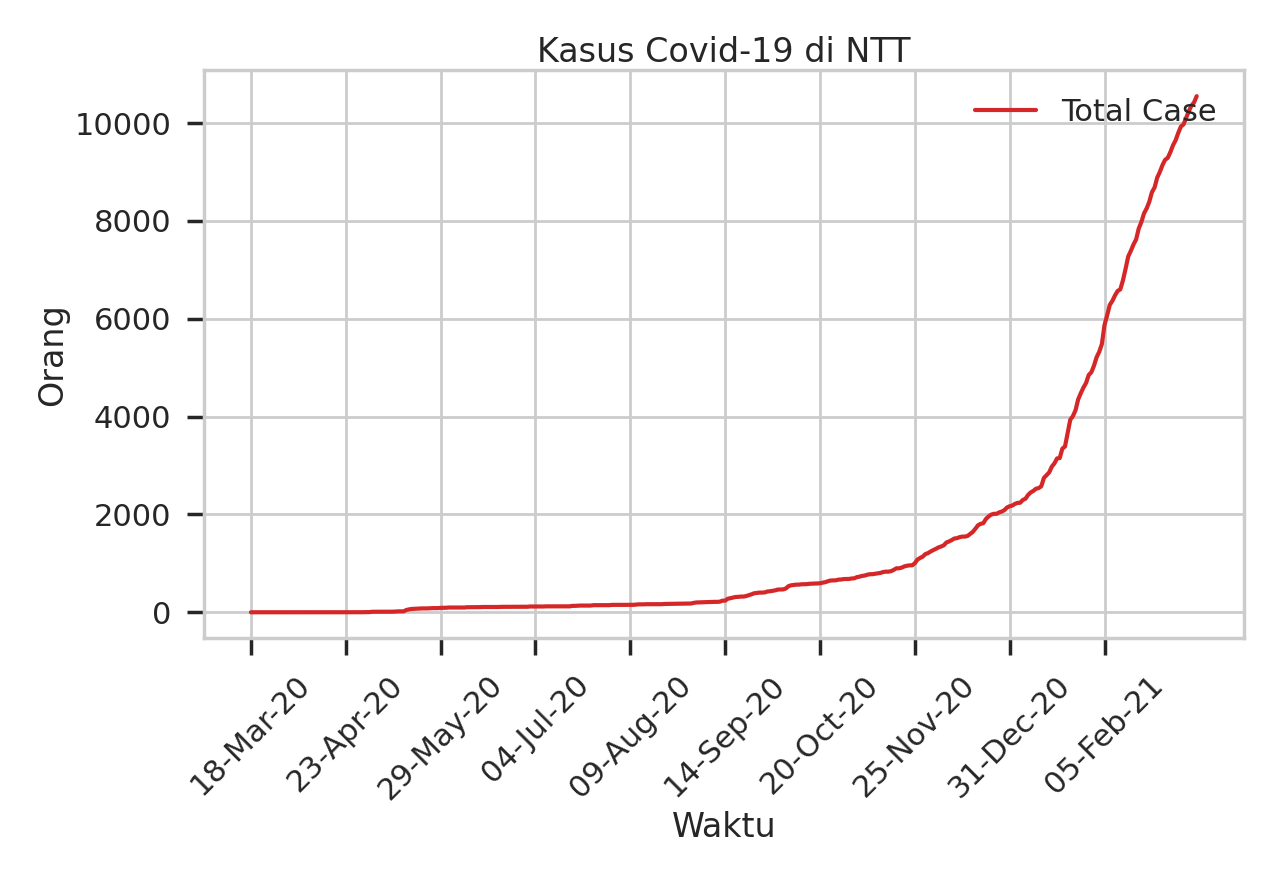 Kasus Covid-19 di NTT
Total Case
10000
8000
6000
4000
2000
0
Orang
18-Mar-20
23-Apr-20
29-May-20
04-Jul-20
09-Aug-20
14-Sep-20
20-Oct-20
25-Nov-20
31-Dec-20
05-Feb-21
Waktu